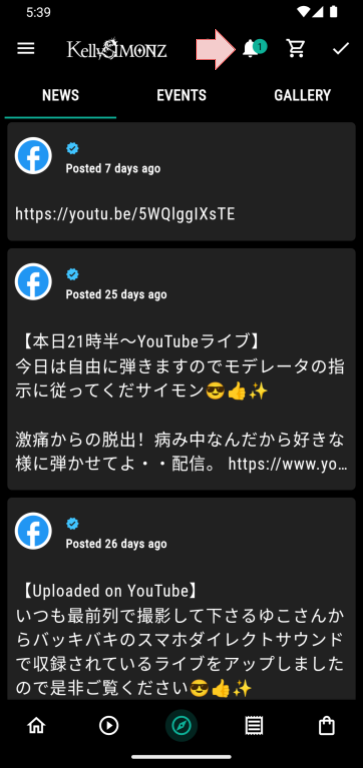 5:39
Kelly SIMONZ
1
NEWS
EVENTS
GALLERY
Posted 7 days ago
https://youtu.be/5WQlggIXsTE
Posted 25 days ago
【本日21時半〜YouTubeライブ】
今日は自由に弾きますのでモデレータの指
示に従ってくだサイモン😎👍✨
激痛からの脱出！病み中なんだから好きな
様に弾かせてよ・・配信。 https://www.yo…
Posted 26 days ago
【Uploaded on YouTube】
いつも最前列で撮影して下さるゆこさんか
らバッキバキのスマホダイレクトサウンド
で収録されているライブをアップしました
ので是非ご覧ください😎👍✨